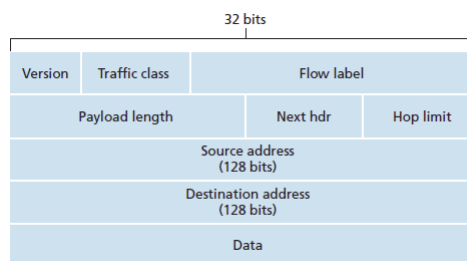 32 bits
Version Traffic class Flow label
Payload length Next hdr Hop limit
Source address
(128 bits)
Destination address
(128 bits)
Data